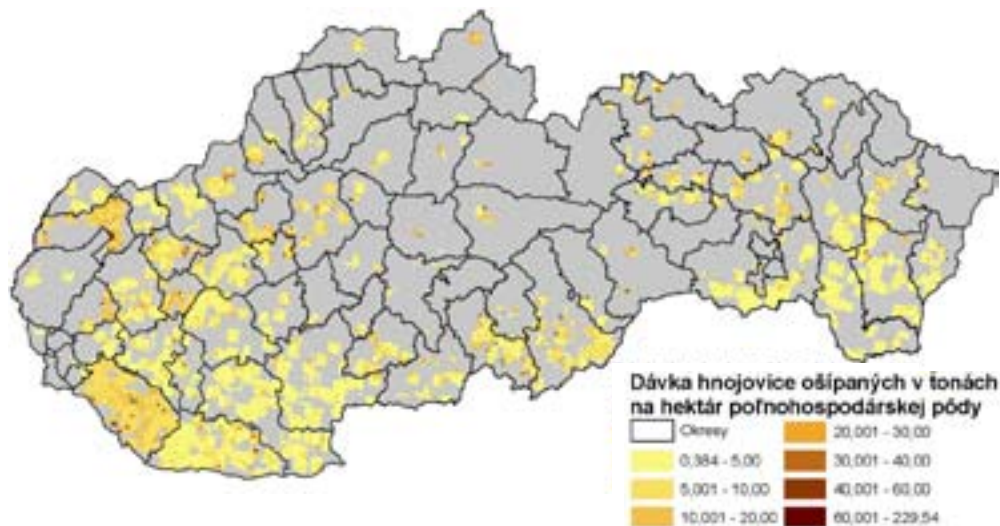 Dávka hnojovice ošípaných v tonách
na hektár poľnohospodárskej pôdy
Okresy
0,384 - 5,00
5,001 - 10,00
10,001 - 20,00
20,001 - 30,00
30,001 - 40,00
40,001 - 60,00
60,001 - 229,54